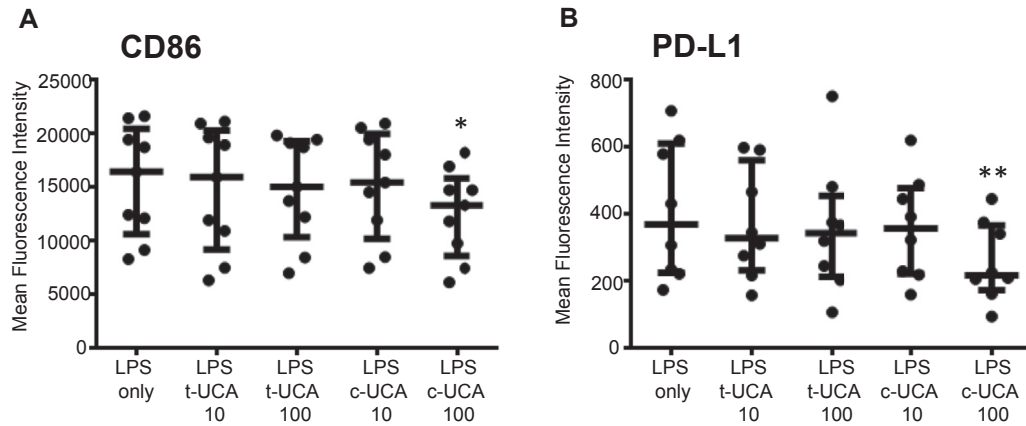 A
CD86
Mean Fluorescence Intensity
25000
20000
15000
10000
5000
0
*
LPS only
LPS t-UCA 10
LPS t-UCA 100
LPS c-UCA 10
LPS c-UCA 100
B
PD-L1
Mean Fluorescence Intensity
800
600
400
200
0
**
LPS only
LPS t-UCA 10
LPS t-UCA 100
LPS c-UCA 10
LPS c-UCA 100